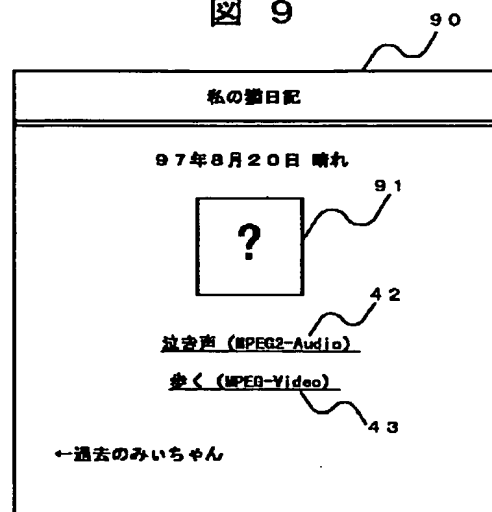 図 9
90
私の猫日記
97年8月20日 晴れ
91
?
42
泣き声 (MPEG2-Audio)
歩く (MPEG-Video)
43
←過去のみいちゃん